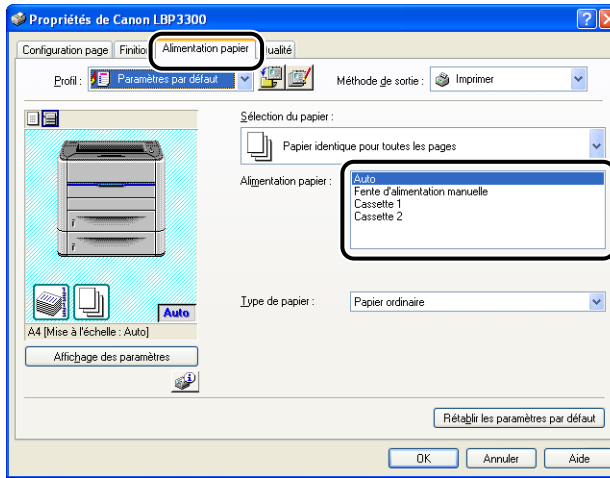 Propriétés de Canon LBP3300
Configuration page
Alimentation papier
Profil :
Paramètres par défaut
Méthode de sortie :
Imprimer
Sélection du papier :
Papier identique pour toutes les pages
Alimentation papier :
Auto
Fente d'alimentation manuelle
Cassette 1
Cassette 2
Auto
A4 [Mise à l'échelle : Auto]
Type de papier :
Papier ordinaire
Affichage des paramètres
Rétablir les paramètres par défaut
OK
Annuler
Aide